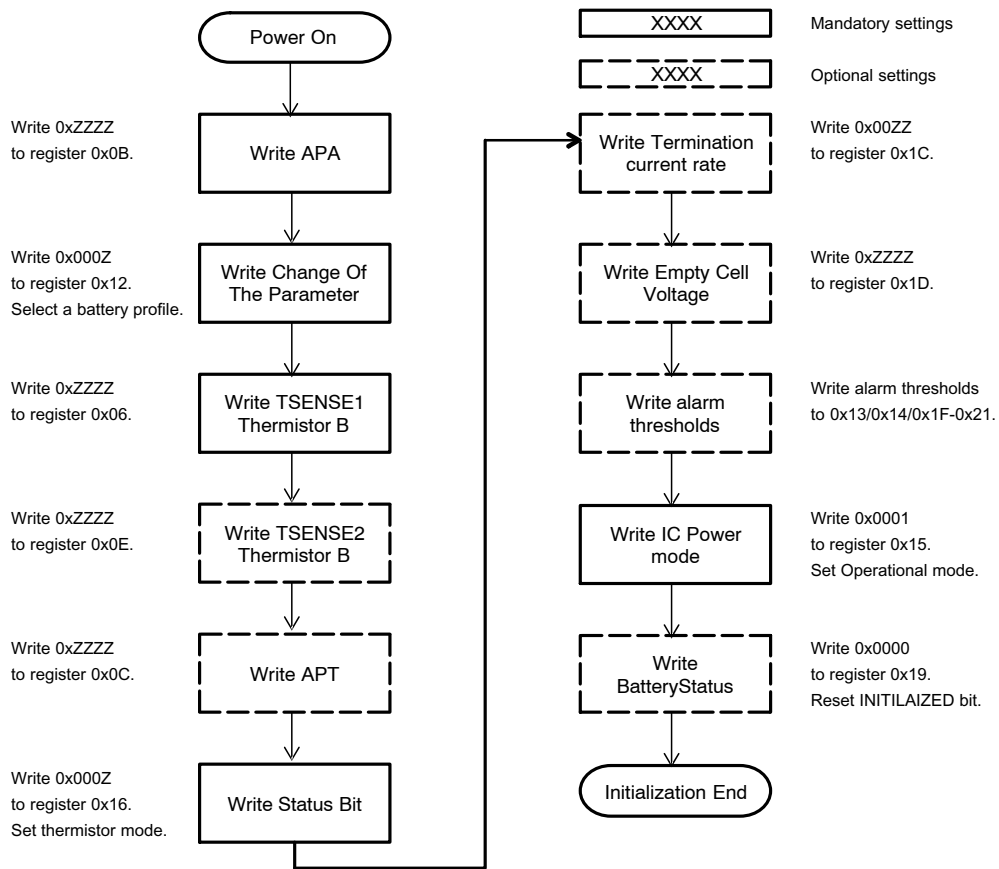 Power On
Write 0xZZZZ
to register 0x0B.
Write APA
Write 0x000Z
to register 0x12.
Select a battery profile.
Write Change Of
The Parameter
Write 0xZZZZ
to register 0x06.
Write TSENSE1
Thermistor B
Write 0xZZZZ
to register 0x0E.
Write TSENSE2
Thermistor B
Write 0xZZZZ
to register 0x0C.
Write APT
Write 0x000Z
to register 0x16.
Set thermistor mode.
Write Status Bit
XXXX
Mandatory settings
XXXX
Optional settings
Write Termination
current rate
Write 0x00ZZ
to register 0x1C.
Write Empty Cell
Voltage
Write 0xZZZZ
to register 0x1D.
Write alarm
thresholds
Write alarm thresholds
to 0x13/0x14/0x1F-0x21.
Write IC Power
mode
Write 0x0001
to register 0x15.
Set Operational mode.
Write
BatteryStatus
Write 0x0000
to register 0x19.
Reset INITILAIZED bit.
Initialization End